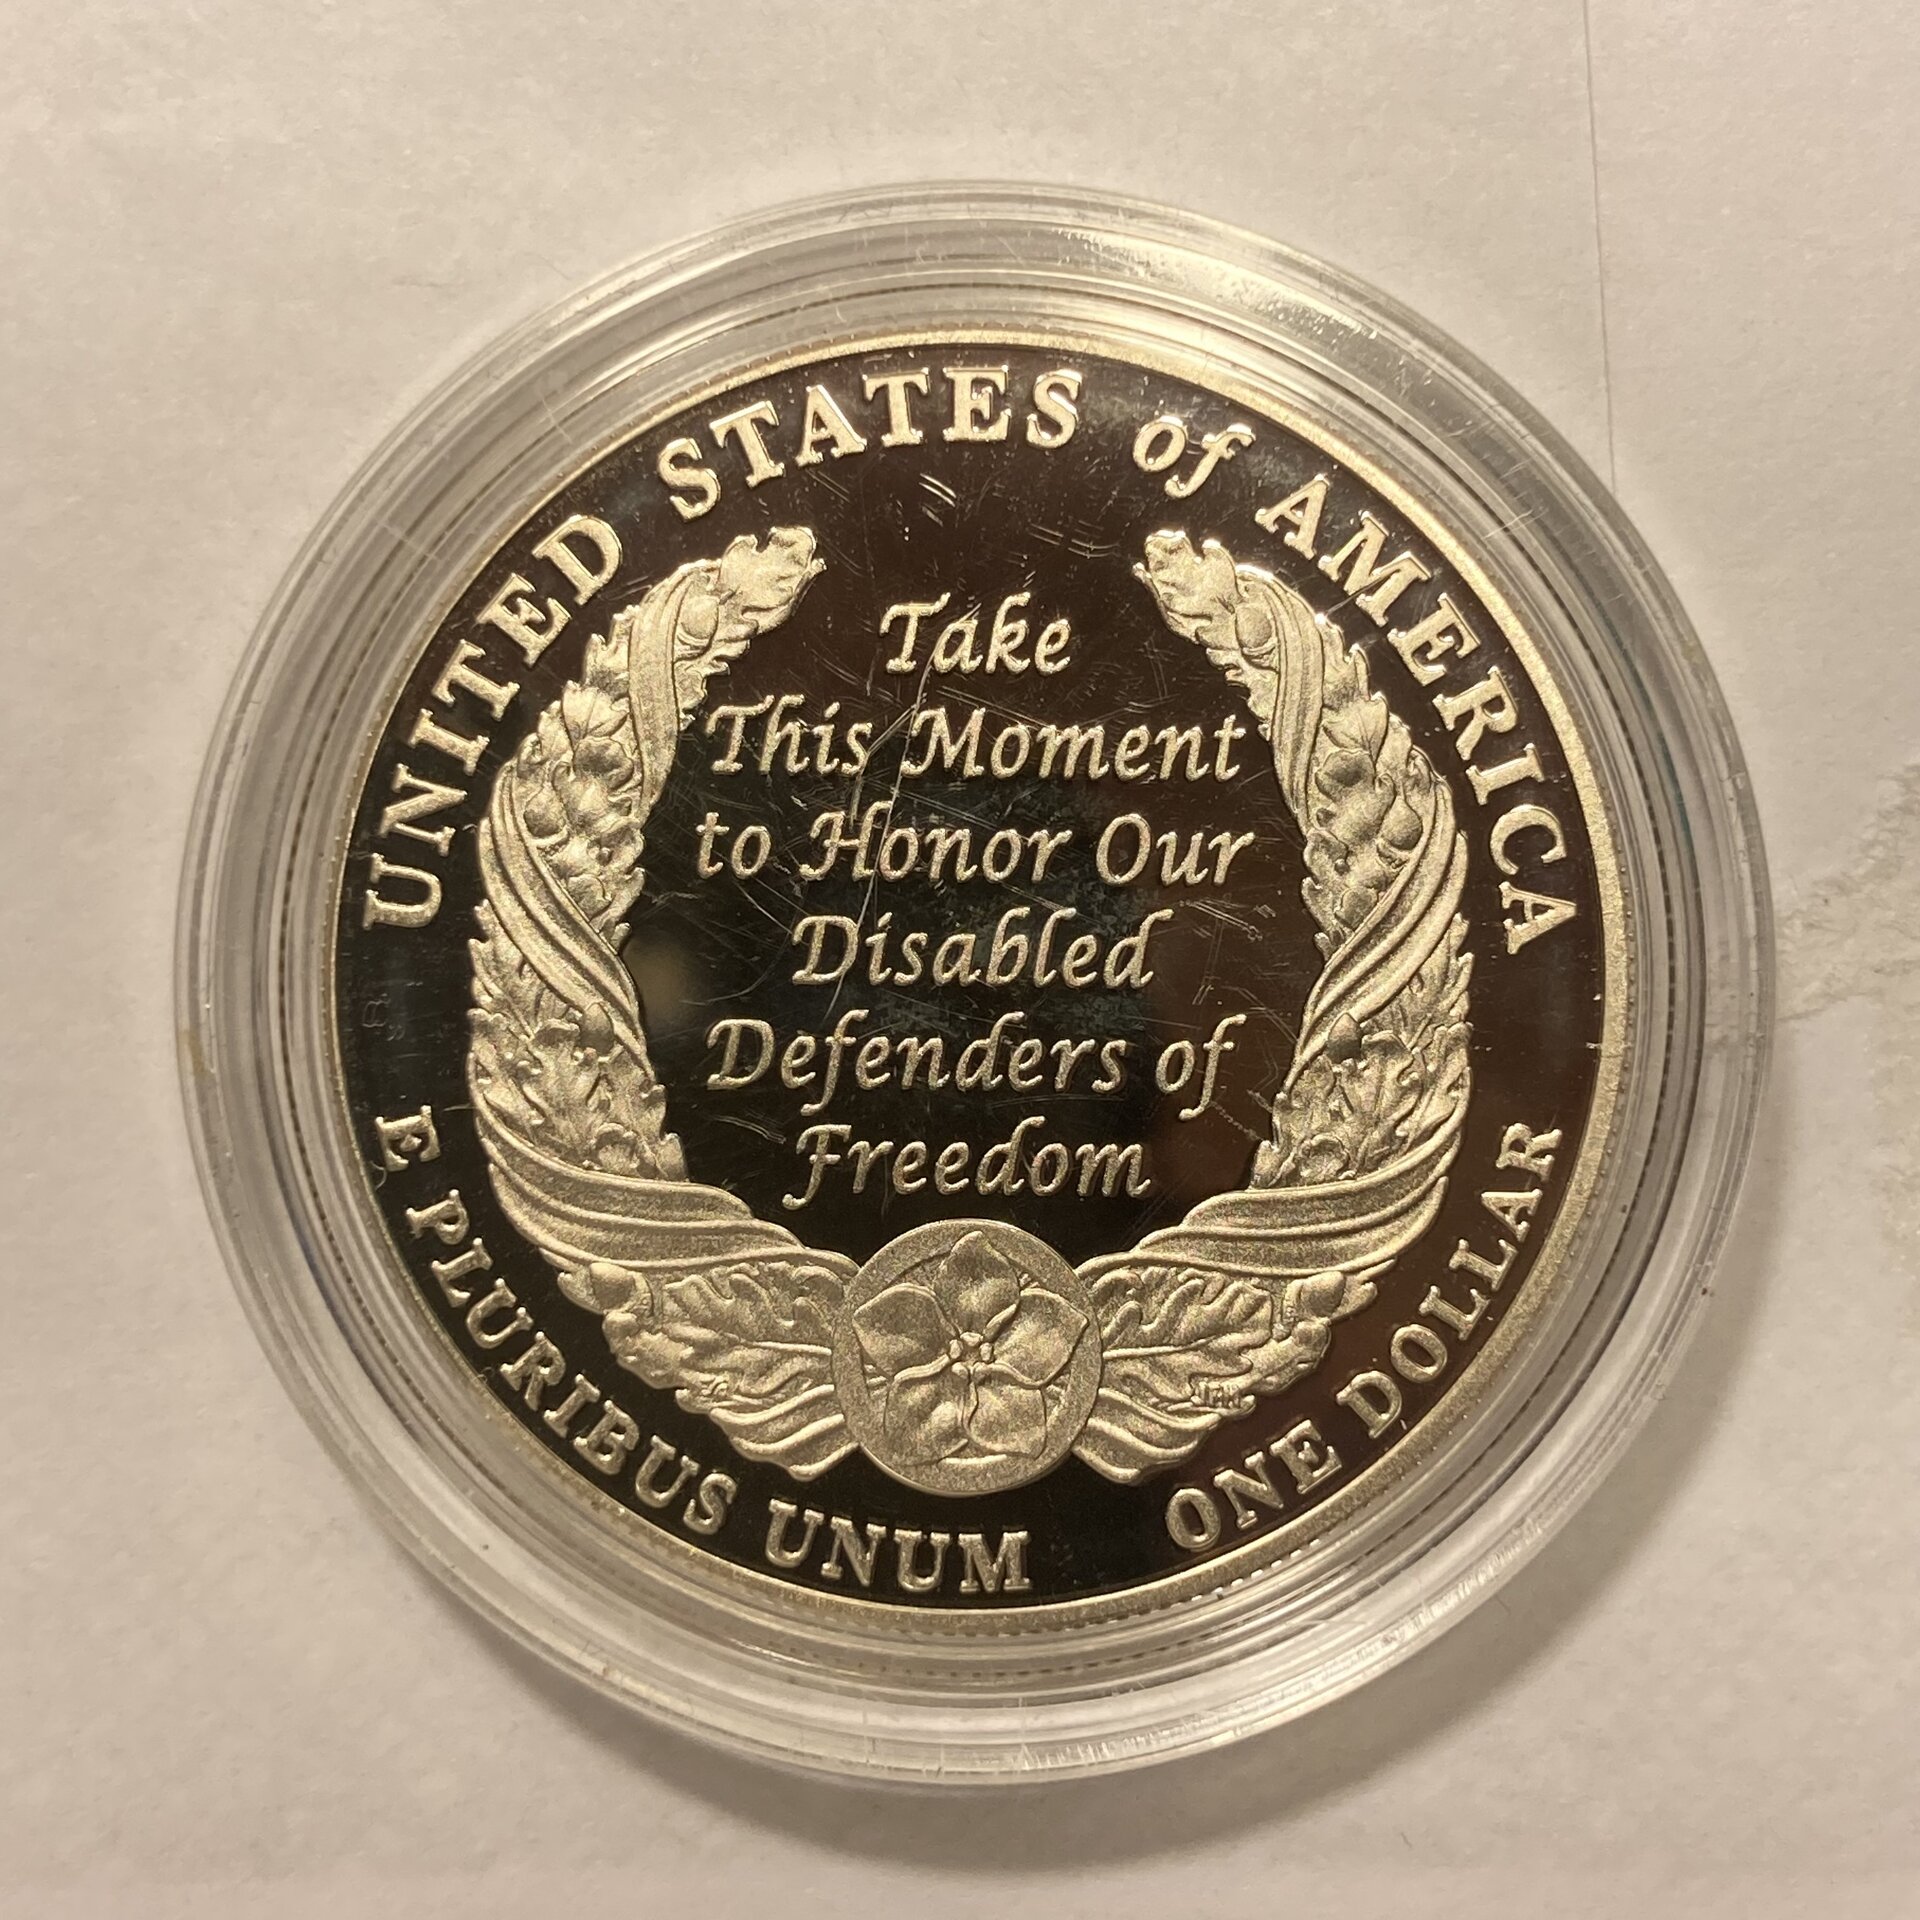 UNITED STATES of AMERICA
Take
This Moment
to Honor Our
Disabled
Defenders of
Freedom
E PLURIBUS UNUM
ONE DOLLAR